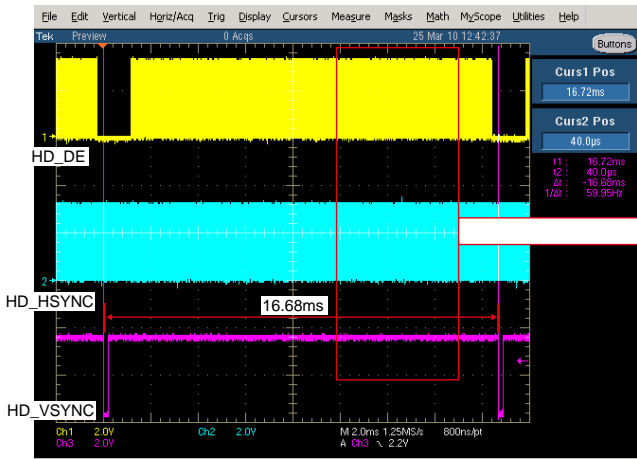 File Edit Vertical Horiz/Acq Trig Display Cursors Measure Masks Math MyScope Utilities Help
Tek Preview 0 Acqs 25 Mar 10 12:42:37
Buttons
Curs1 Pos
16.72ms
Curs2 Pos
40.0µs
t1: 16.72ms
t2: 40.0µs
Δt: -16.68ms
1/Δt: 59.95Hz
1
HD_DE
2
HD_HSYNC
16.68ms
HD_VSYNC
Ch1 2.0V Ch2 2.0V M 2.0ms 1.25MS/s 800ns/pt
Ch3 2.0V A Ch3 2.2V